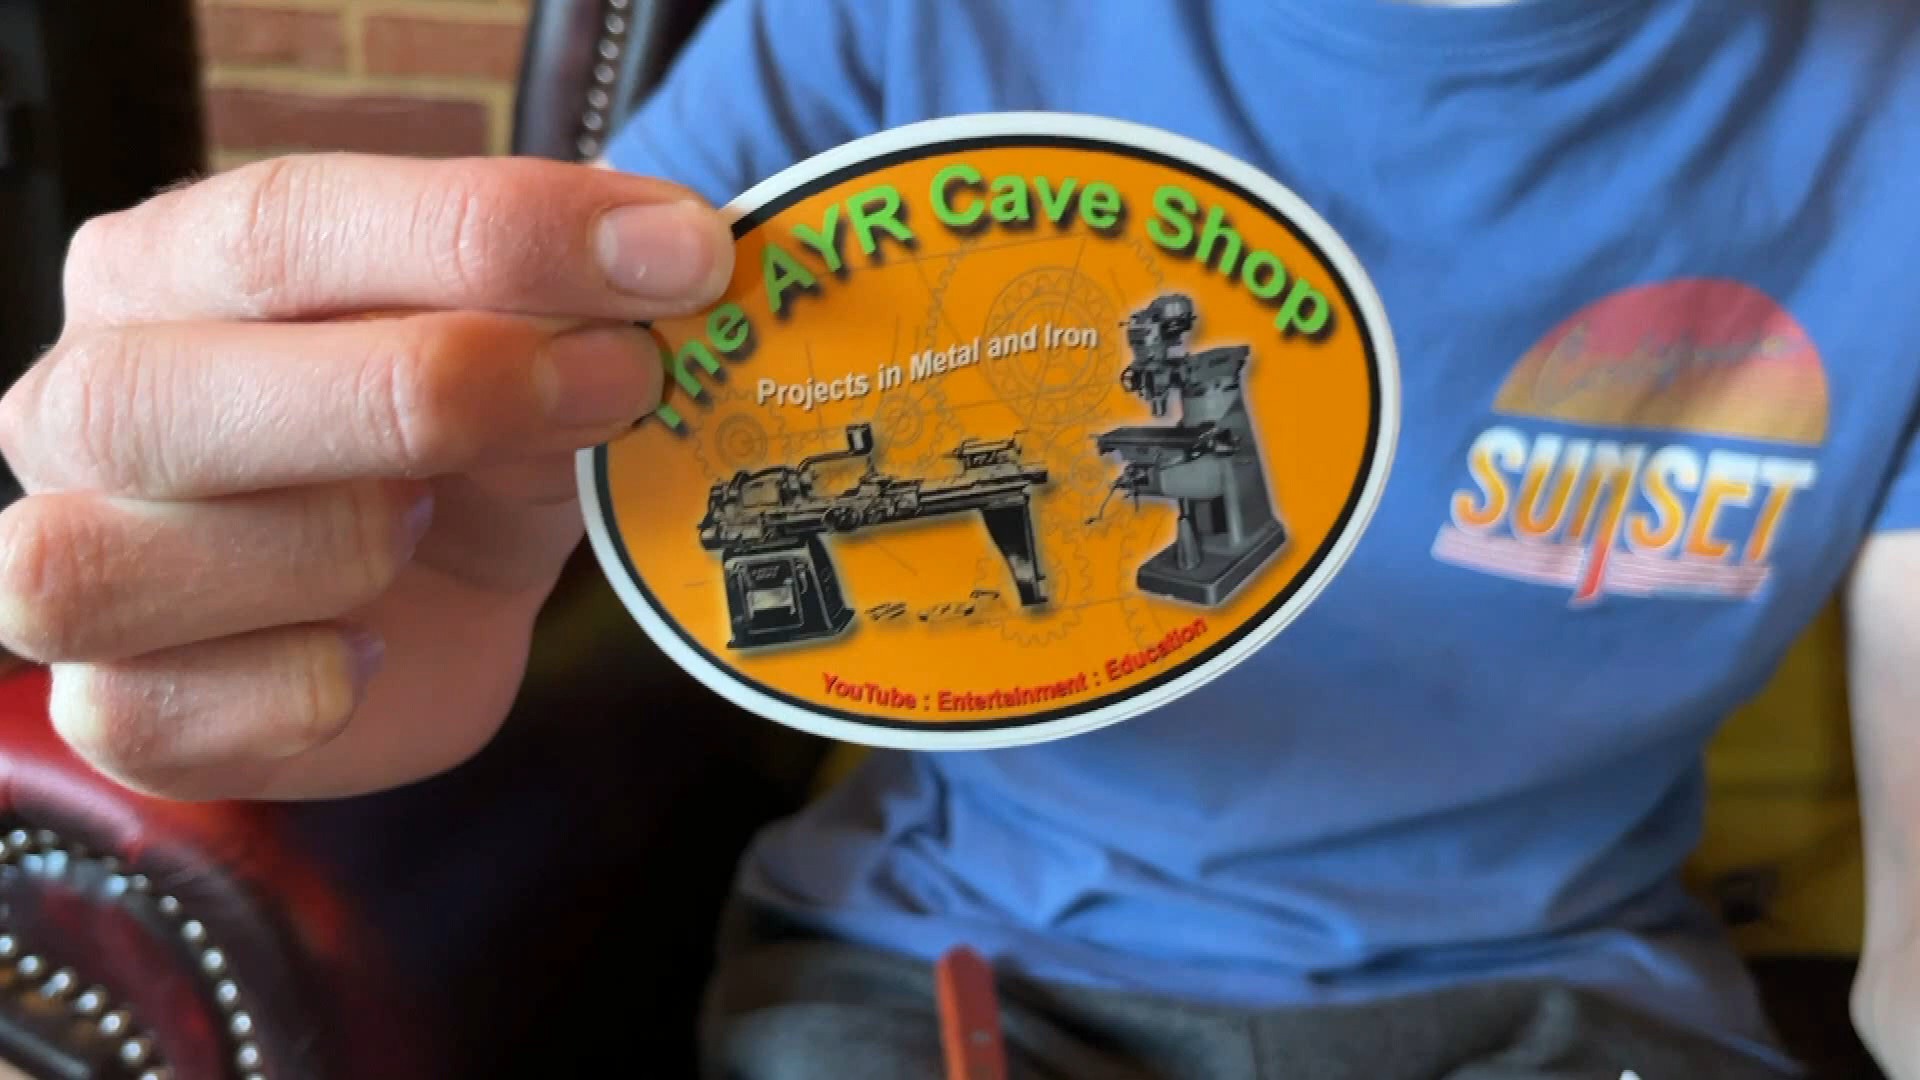 The AYR Cave Shop
Projects in Metal and Iron
YouTube : Entertainment : Education
SUNSET